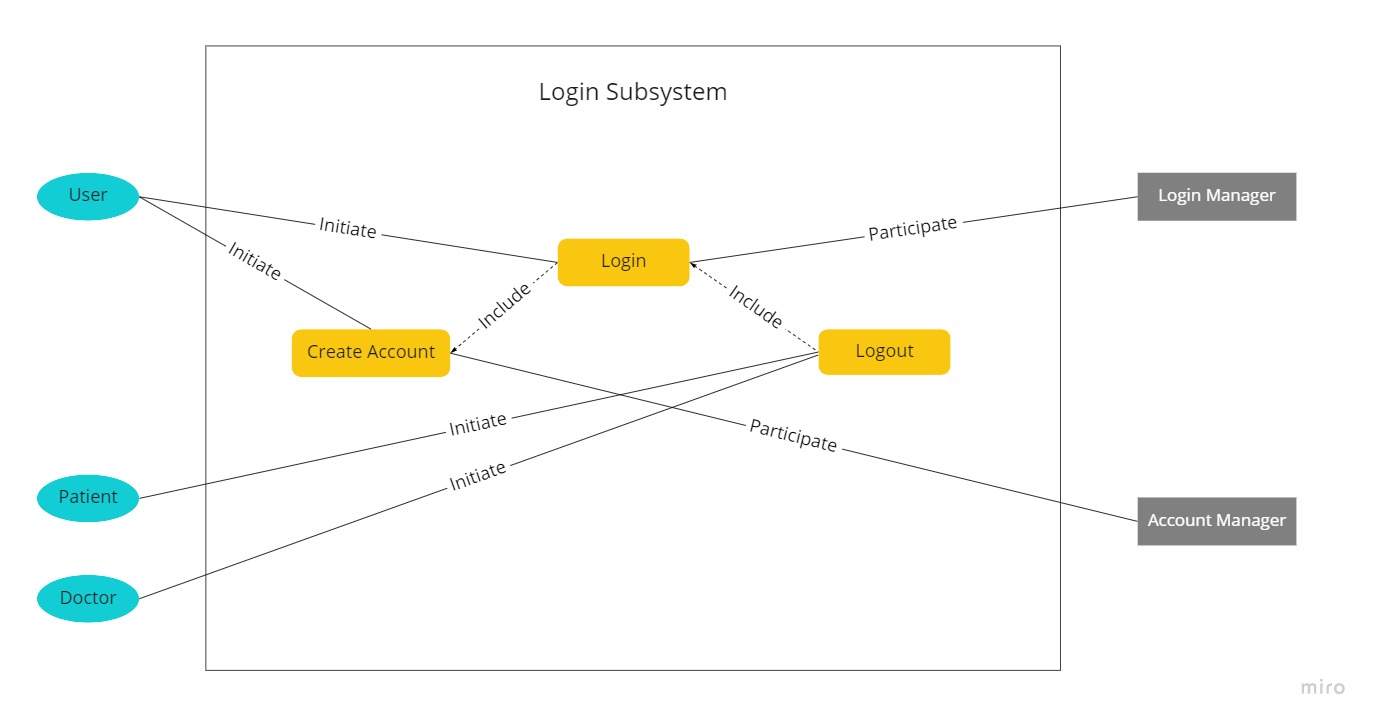 Login Subsystem
User
Initiate
Initiate
Login
Participate
Login Manager
Include
Include
Create Account
Logout
Initiate
Participate
Initiate
Patient
Account Manager
Doctor
miro